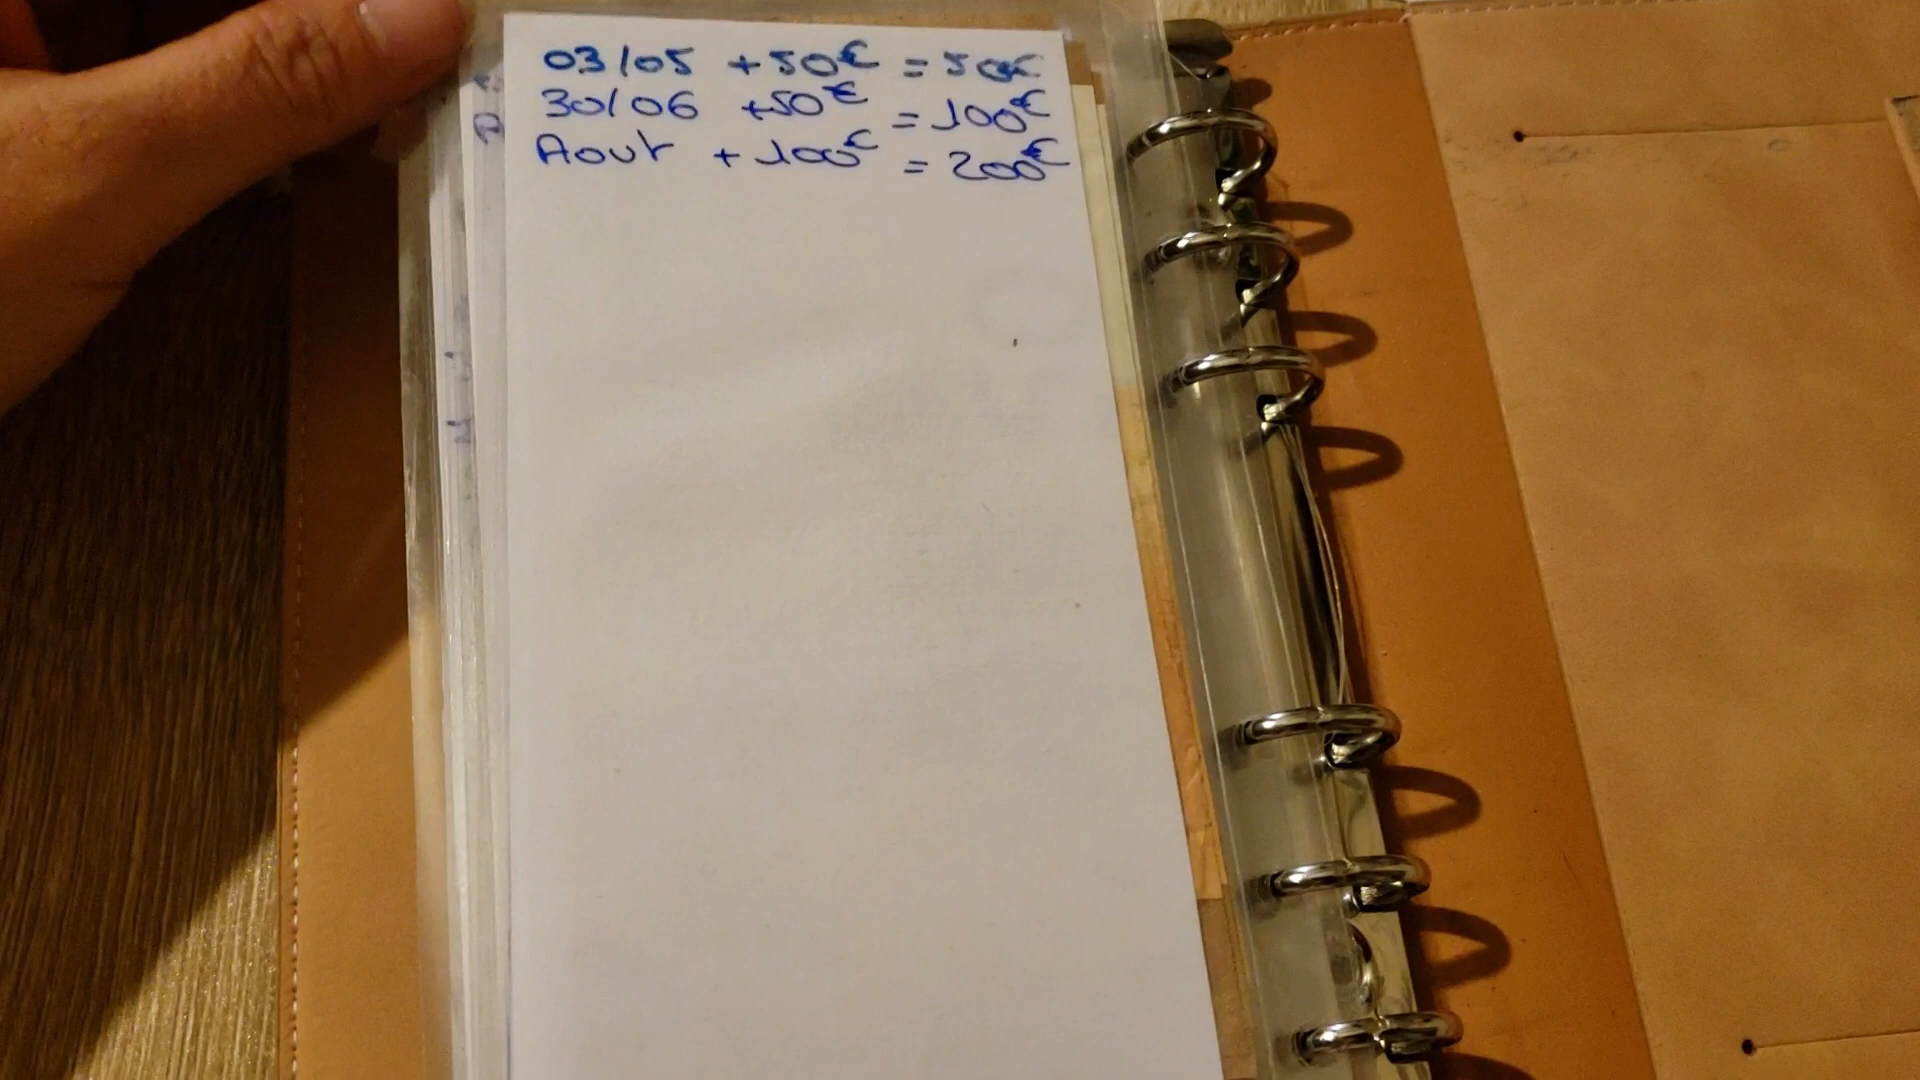 03/05 +50€ = 50€
30/06 +50€ = 100€
Aout +100€ = 200€